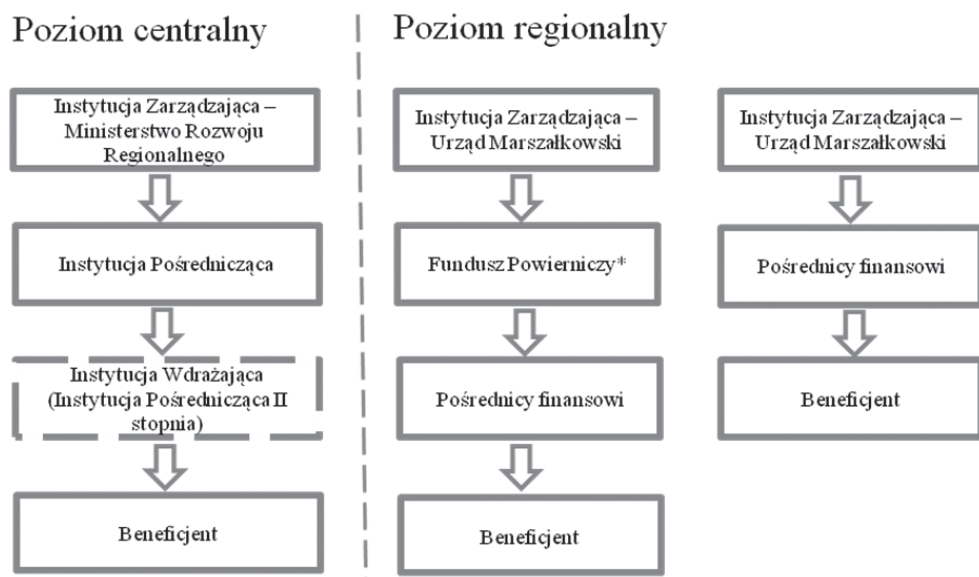 Poziom centralny
Instytucja Zarządzająca –
Ministerstwo Rozwoju
Regionalnego
Instytucja Pośrednicząca
Instytucja Wdrażająca
(Instytucja Pośrednicząca II
stopnia)
Beneficjent
Poziom regionalny
Instytucja Zarządzająca –
Urząd Marszałkowski
Fundusz Powierniczy*
Pośrednicy finansowi
Beneficjent
Instytucja Zarządzająca –
Urząd Marszałkowski
Pośrednicy finansowi
Beneficjent